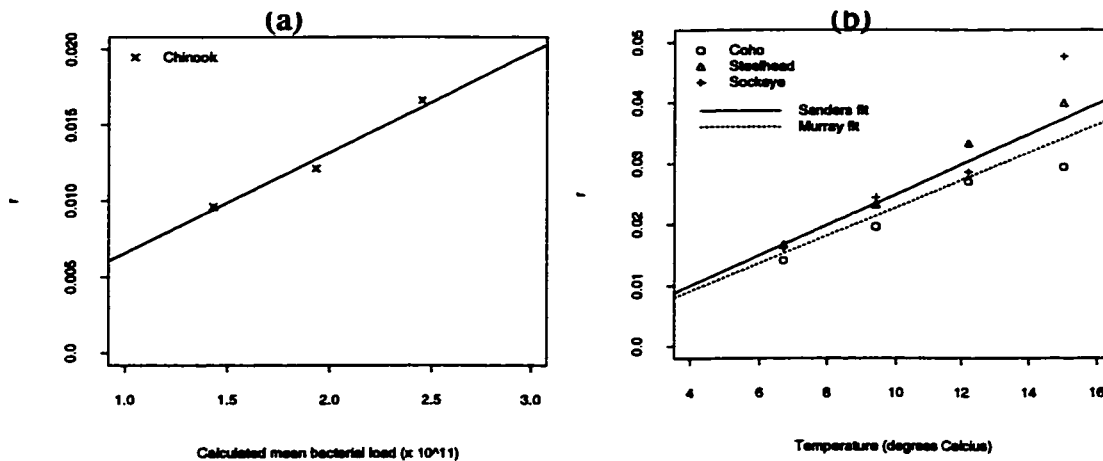 (a)
Chinook
0.020
0.015
0.010
0.005
0.0
r
1.0
1.5
2.0
2.5
3.0
Calculated mean bacterial load (x 10^11)
(b)
Coho
Steelhead
Sockeye
Sanders fit
Murray fit
0.05
0.04
0.03
0.02
0.01
0.0
r
4
6
8
10
12
14
16
Temperature (degrees Calcius)